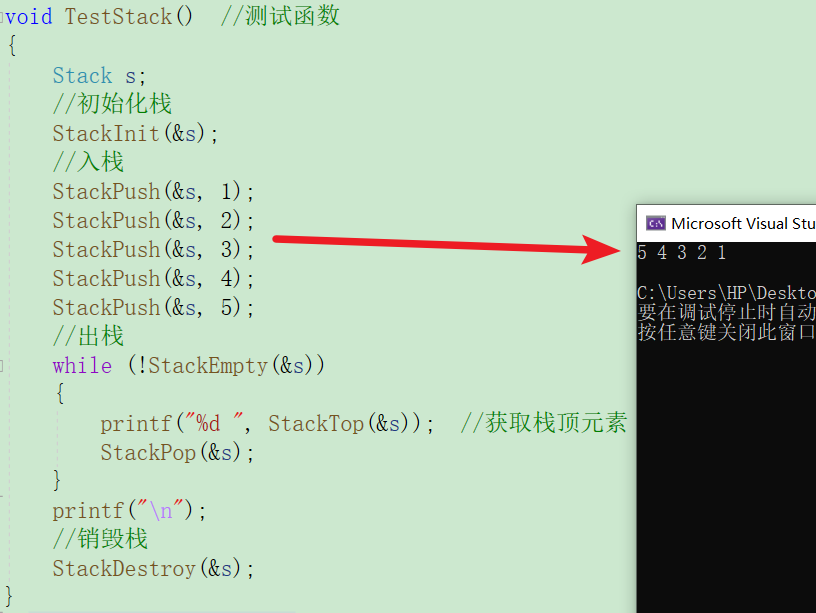 void TestStack()  //测试函数
{
    Stack s;
    //初始化栈
    StackInit(&s);
    //入栈
    StackPush(&s, 1);
    StackPush(&s, 2);
    StackPush(&s, 3);
    StackPush(&s, 4);
    StackPush(&s, 5);
    //出栈
    while (!StackEmpty(&s))
    {
        printf("%d ", StackTop(&s));  //获取栈顶元素
        StackPop(&s);
    }
    printf("\n");
    //销毁栈
    StackDestroy(&s);
}
Microsoft Visual Stu
5 4 3 2 1
C:\Users\HP\Deskto
要在调试停止时自动
按任意键关闭此窗口